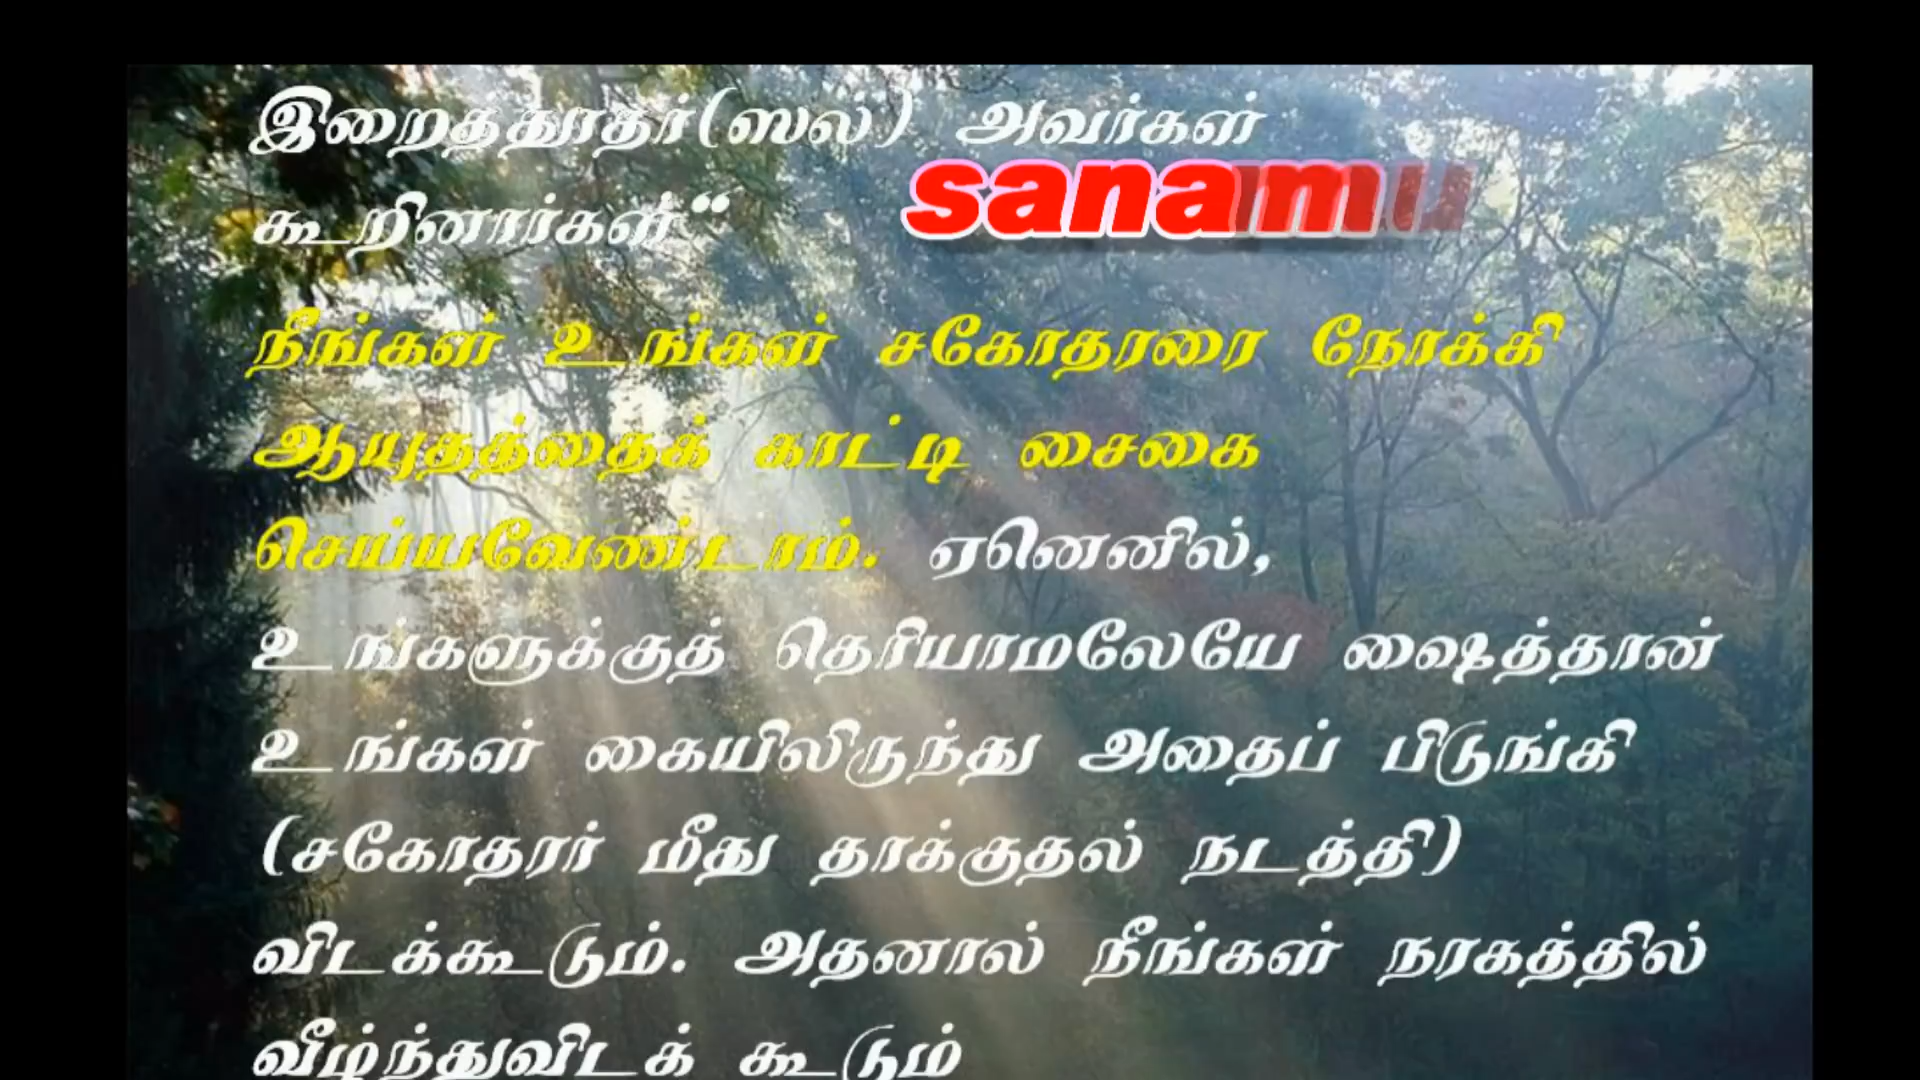 இறைதூதர்(ஸல்) அவர்கள்
sanamu
கூறினார்கள்“
நீங்கள் உங்கள் சகோதரரை நோக்கி
ஆயுதத்தைக் காட்டி சைகை
செய்யவேண்டாம். ஏனெனில்,
உங்களுக்குத் தெரியாமலேயே ஷைத்தான்
உங்கள் கையிலிருந்து அதைப் பிடுங்கி
(சகோதரர் மீது தாக்குதல் நடத்தி)
விடக்கூடும். அதனால் நீங்கள் நரகத்தில்
வீழ்ந்துவிடக் கூடும்